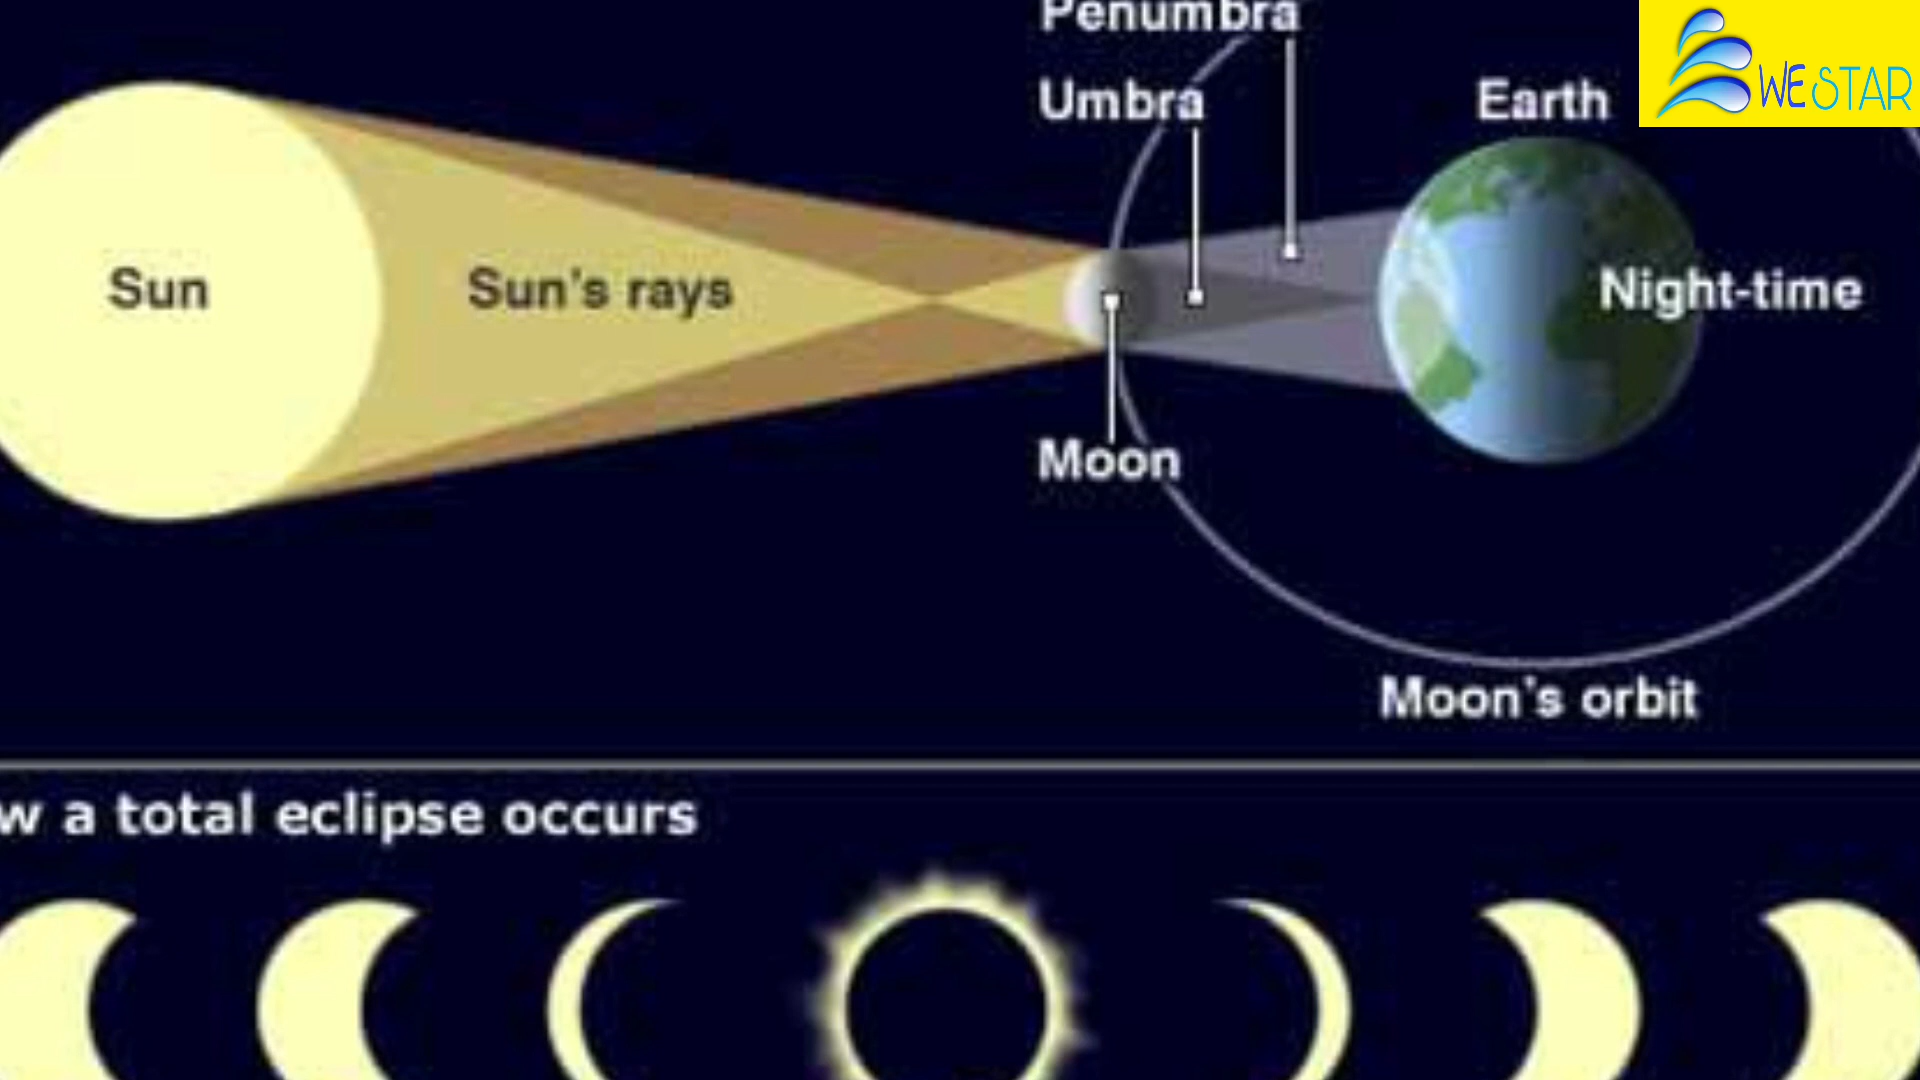 Penumbra
Umbra
Earth
WESTAR
Sun
Sun's rays
Night-time
Moon
Moon's orbit
w a total eclipse occurs